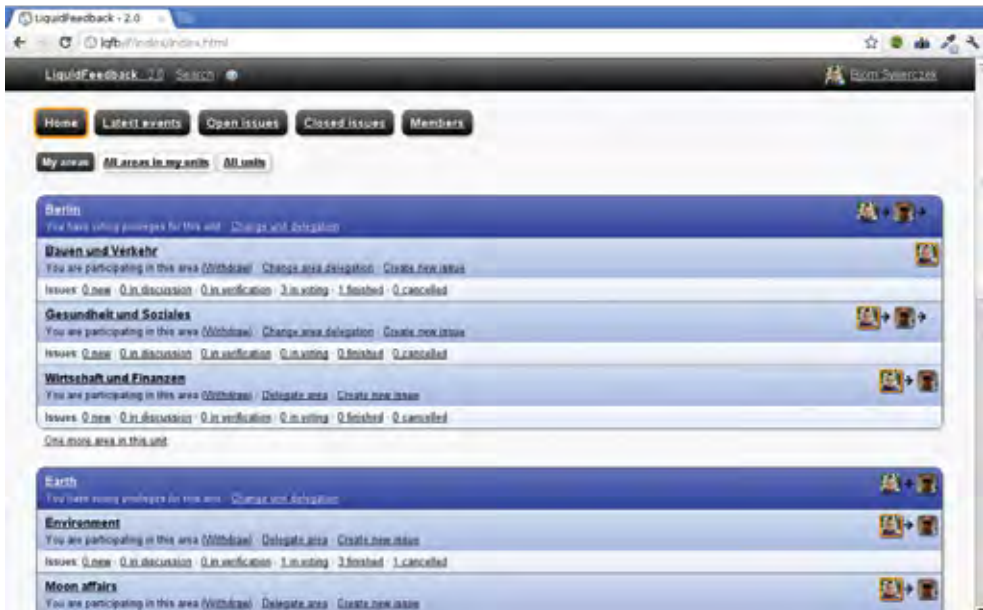 LiquidFeedback - 2.0
lqfb/lf/index/index.html
LiquidFeedback 2.0 Search
Home Latest events Open issues Closed issues Members
My areas All areas in my units All units
Berlin
You have voting privileges for this unit · Change unit delegation
Bauen und Verkehr
You are participating in this area (Withdraw) · Change area delegation · Create new issue
Issues: 0 new · 0 in discussion · 0 in verification · 3 in voting · 1 finished · 0 cancelled
Gesundheit und Soziales
You are participating in this area (Withdraw) · Change area delegation · Create new issue
Issues: 0 new · 0 in discussion · 0 in verification · 0 in voting · 0 finished · 0 cancelled
Wirtschaft und Finanzen
You are participating in this area (Withdraw) · Delegate area · Create new issue
Issues: 0 new · 0 in discussion · 0 in verification · 0 in voting · 0 finished · 0 cancelled
One more area in this unit
Earth
You have voting privileges for this unit · Change unit delegation
Environment
You are participating in this area (Withdraw) · Delegate area · Create new issue
Issues: 0 new · 0 in discussion · 0 in verification · 1 in voting · 3 finished · 1 cancelled
Moon affairs
You are participating in this area (Withdraw) · Delegate area · Create new issue